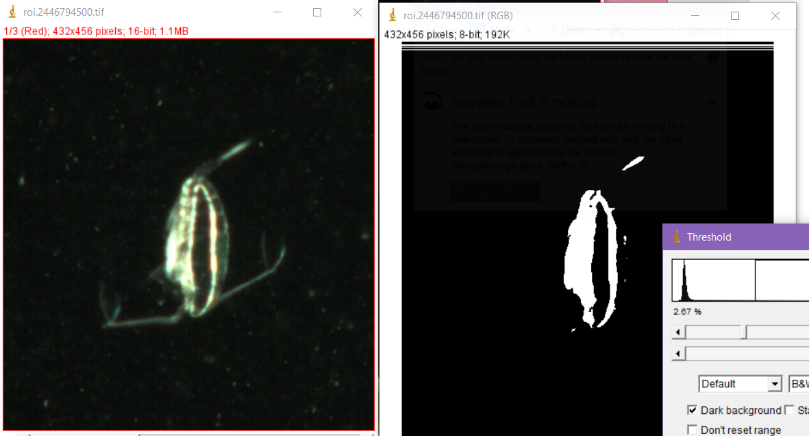 roi.2446794500.tif
1/3 (Red); 432x456 pixels; 16-bit; 1.1MB
roi.2446794500.tif (RGB)
432x456 pixels; 8-bit; 192K
Snipping Tool is moving...
Threshold
2.67 %
Default
B&
Dark background
St
Don't reset range